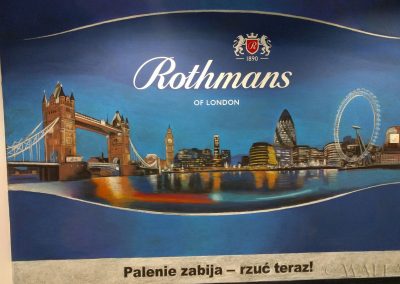 R
1890
Rothmans
OF LONDON
Palenie zabija – rzuć teraz!